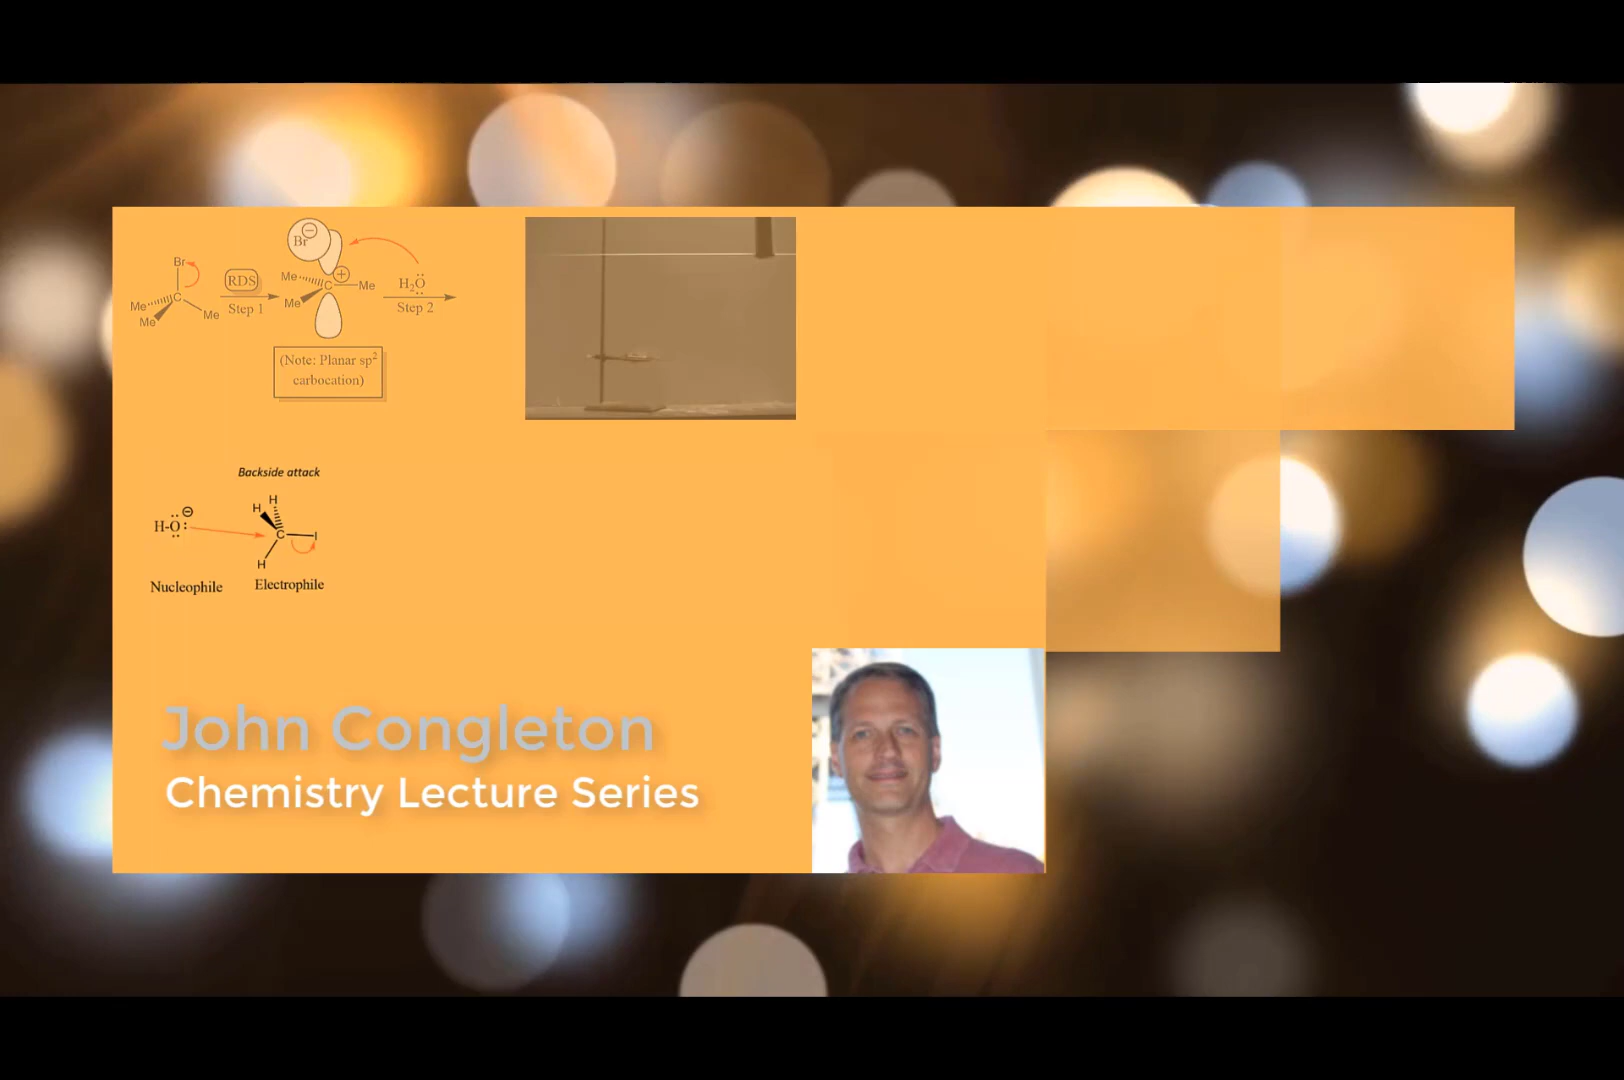 Br ⊖
Br
RDS
Me
C
⊕
Me
H₂Ö:
Me
C
Me
Me
Me
Step 1
Step 2
(Note: Planar sp²
carbocation)
Backside attack
H
H
H-O: ⊖
C
I
H
Nucleophile
Electrophile
John Congleton
Chemistry Lecture Series